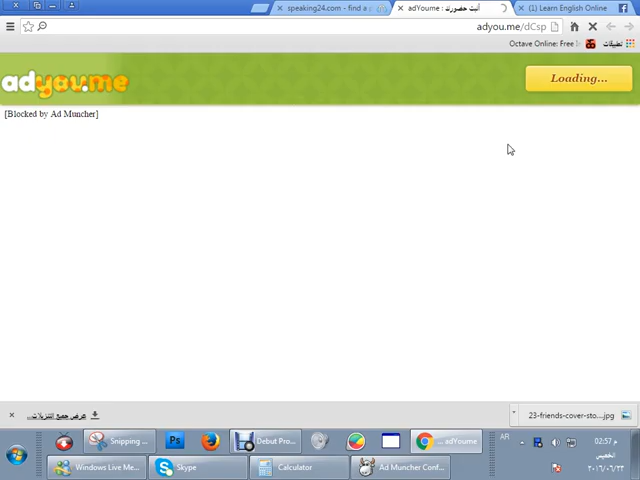 speaking24.com - find a p
adYoume : أثبت حضورك
(1) Learn English Online
adyou.me/dCsp
Octave Online: Free
تطبيقات
adyou.me
Loading...
[Blocked by Ad Muncher]
عرض جميع التنزيلات...
23-friends-cover-sto....jpg
Snipping ...
Ps
Debut Pro...
... adYoume
AR
02:57 م
الخميس
٢٠١٦/٠٦/٢٣
Windows Live Me...
Skype
Calculator
Ad Muncher Conf...